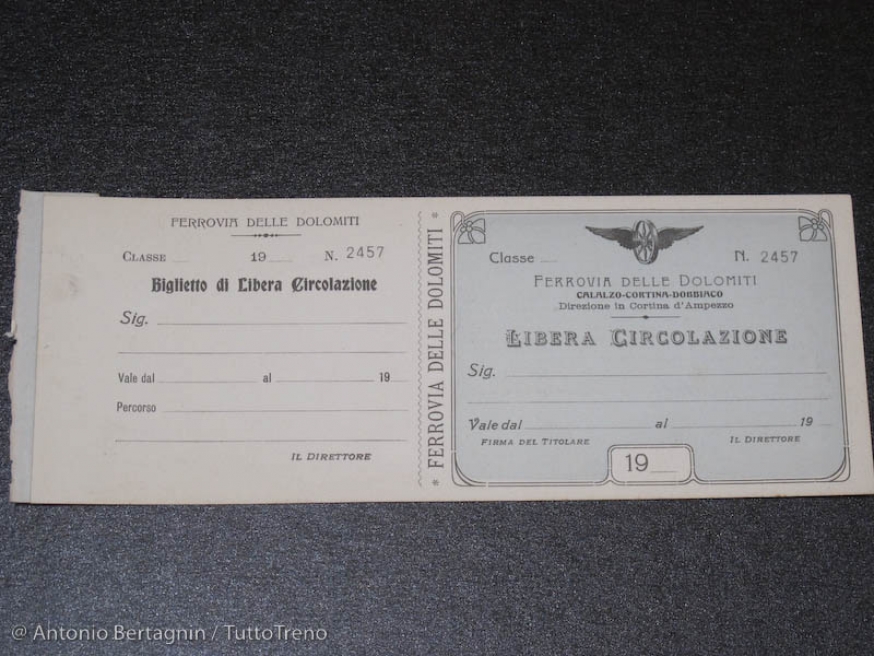 FERROVIA DELLE DOLOMITI
CLASSE 19 N. 2457
Biglietto di Libera Circolazione
Sig.
Vale dal al 19
Percorso
IL DIRETTORE
* FERROVIA DELLE DOLOMITI *
Classe N. 2457
FERROVIA DELLE DOLOMITI
CALALZO-CORTINA-DOBBIACO
Direzione in Cortina d'Ampezzo
LIBERA CIRCOLAZIONE
Sig.
Vale dal al 19
FIRMA DEL TITOLARE IL DIRETTORE
19
@ Antonio Bertagnin / TuttoTreno